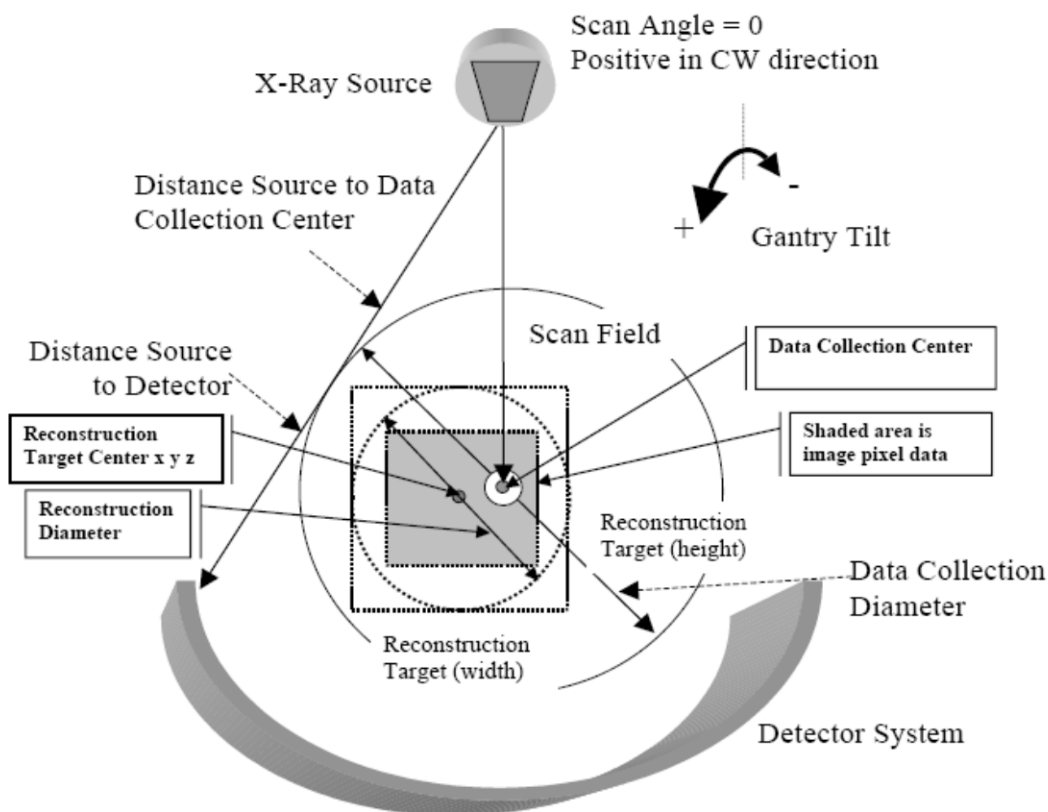 Scan Angle = 0
Positive in CW direction
X-Ray Source
Distance Source to Data
Collection Center
-
+
Gantry Tilt
Scan Field
Data Collection Center
Distance Source
to Detector
Reconstruction
Target Center x y z
Shaded area is
image pixel data
Reconstruction
Diameter
Reconstruction
Target (height)
Data Collection
Diameter
Reconstruction
Target (width)
Detector System